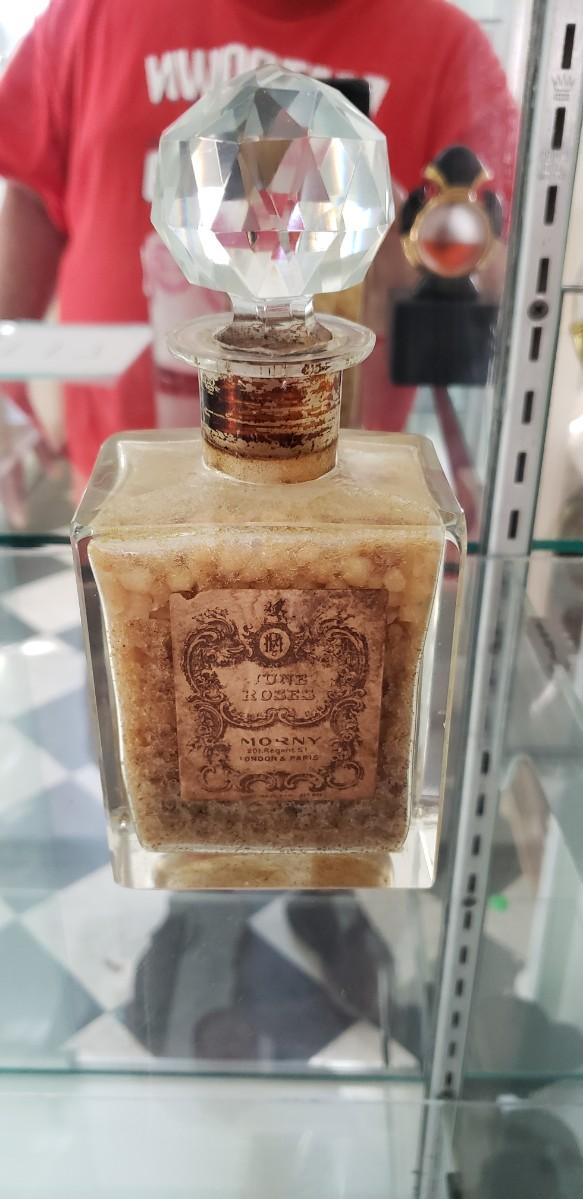 JUNE
ROSES
MORNY
201, Regent St
LONDON & PARIS